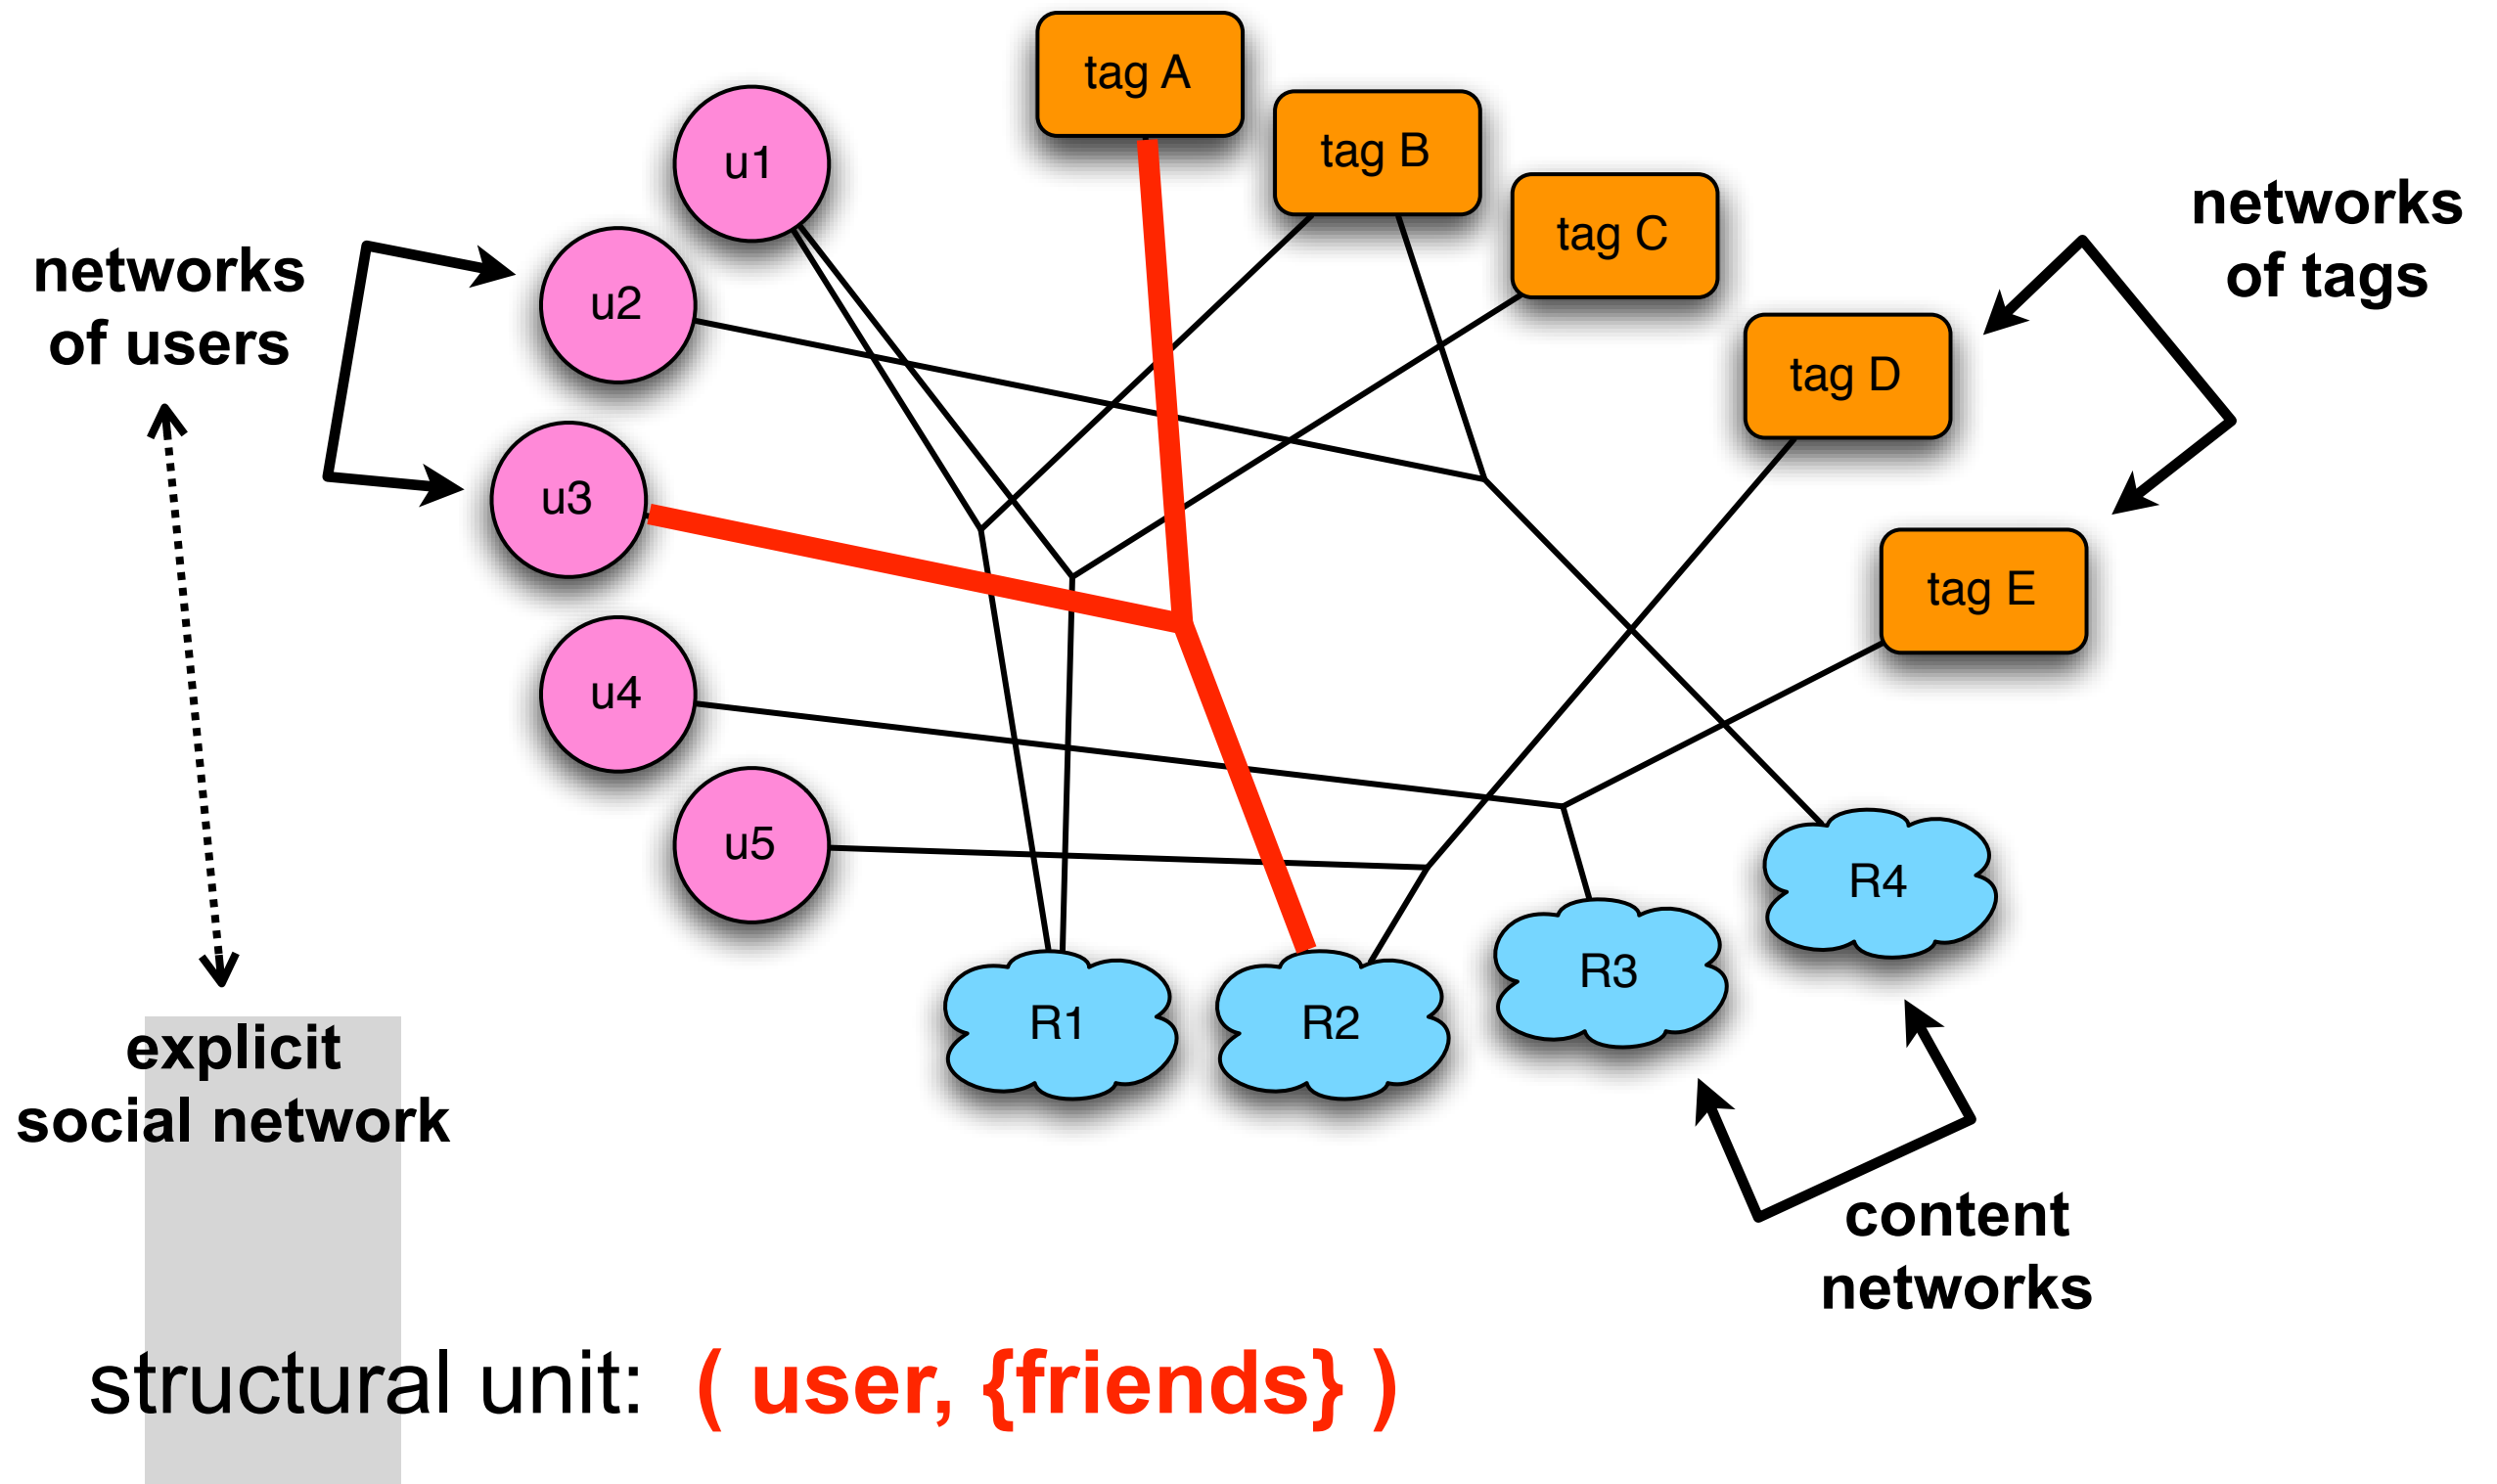 tag A
tag B
tag C
tag D
tag E
u1
u2
u3
u4
u5
networks
of users
networks
of tags
R1
R2
R3
R4
explicit
social network
content
networks
structural unit: ( user, {friends} )